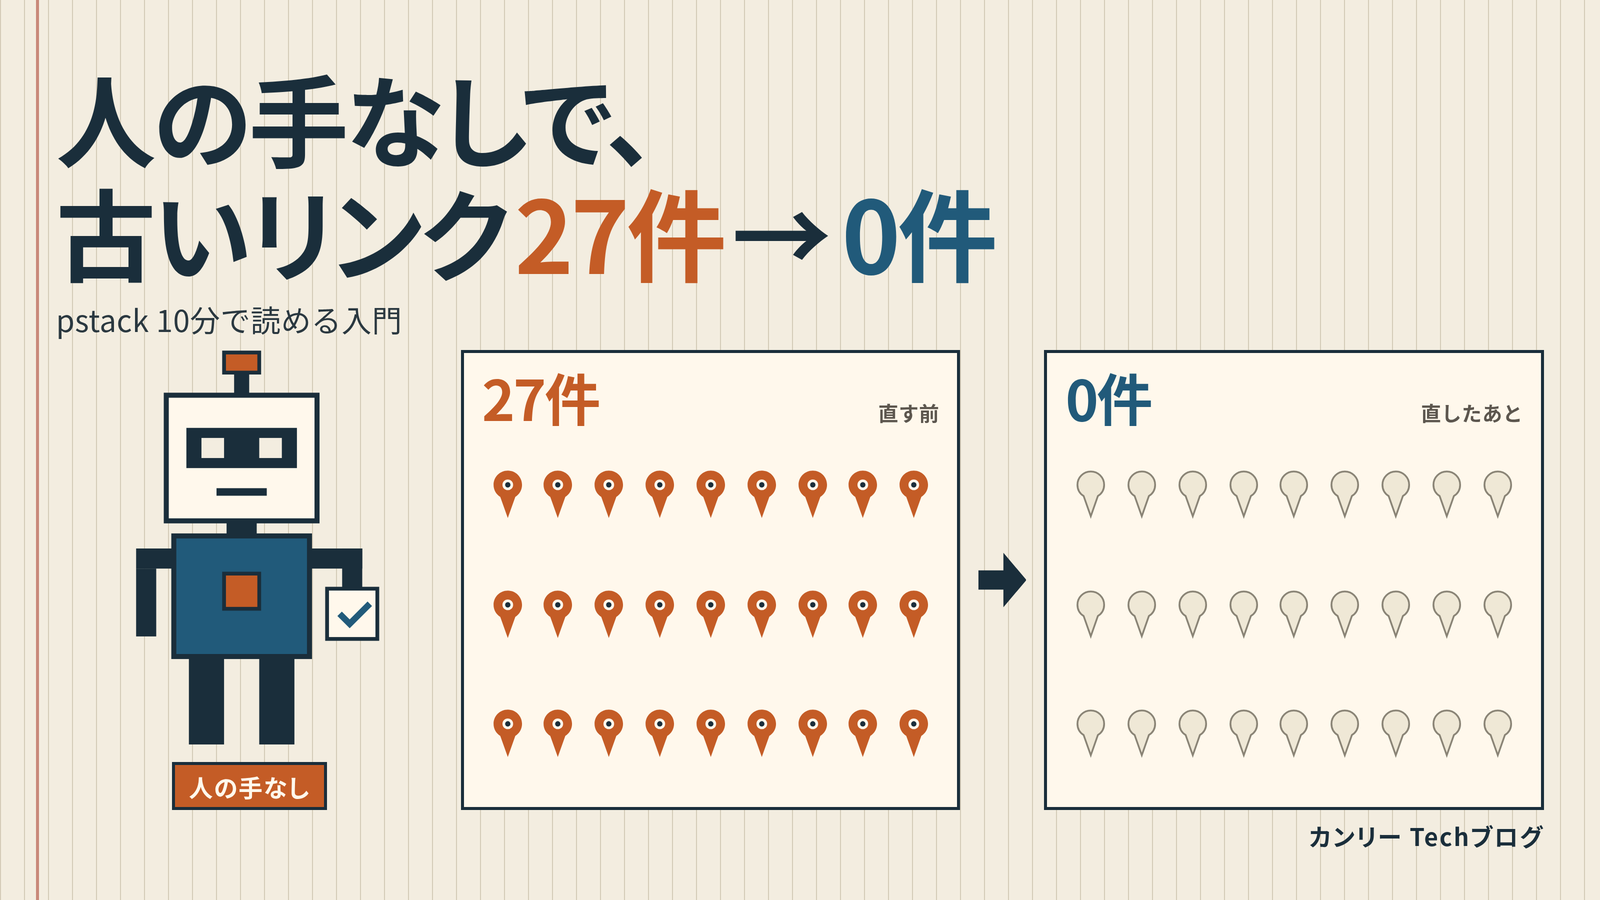 人の手なしで、
古いリンク27件→0件
pstack 10分で読める入門
27件
直す前
0件
直したあと
人の手なし
カンリー Techブログ